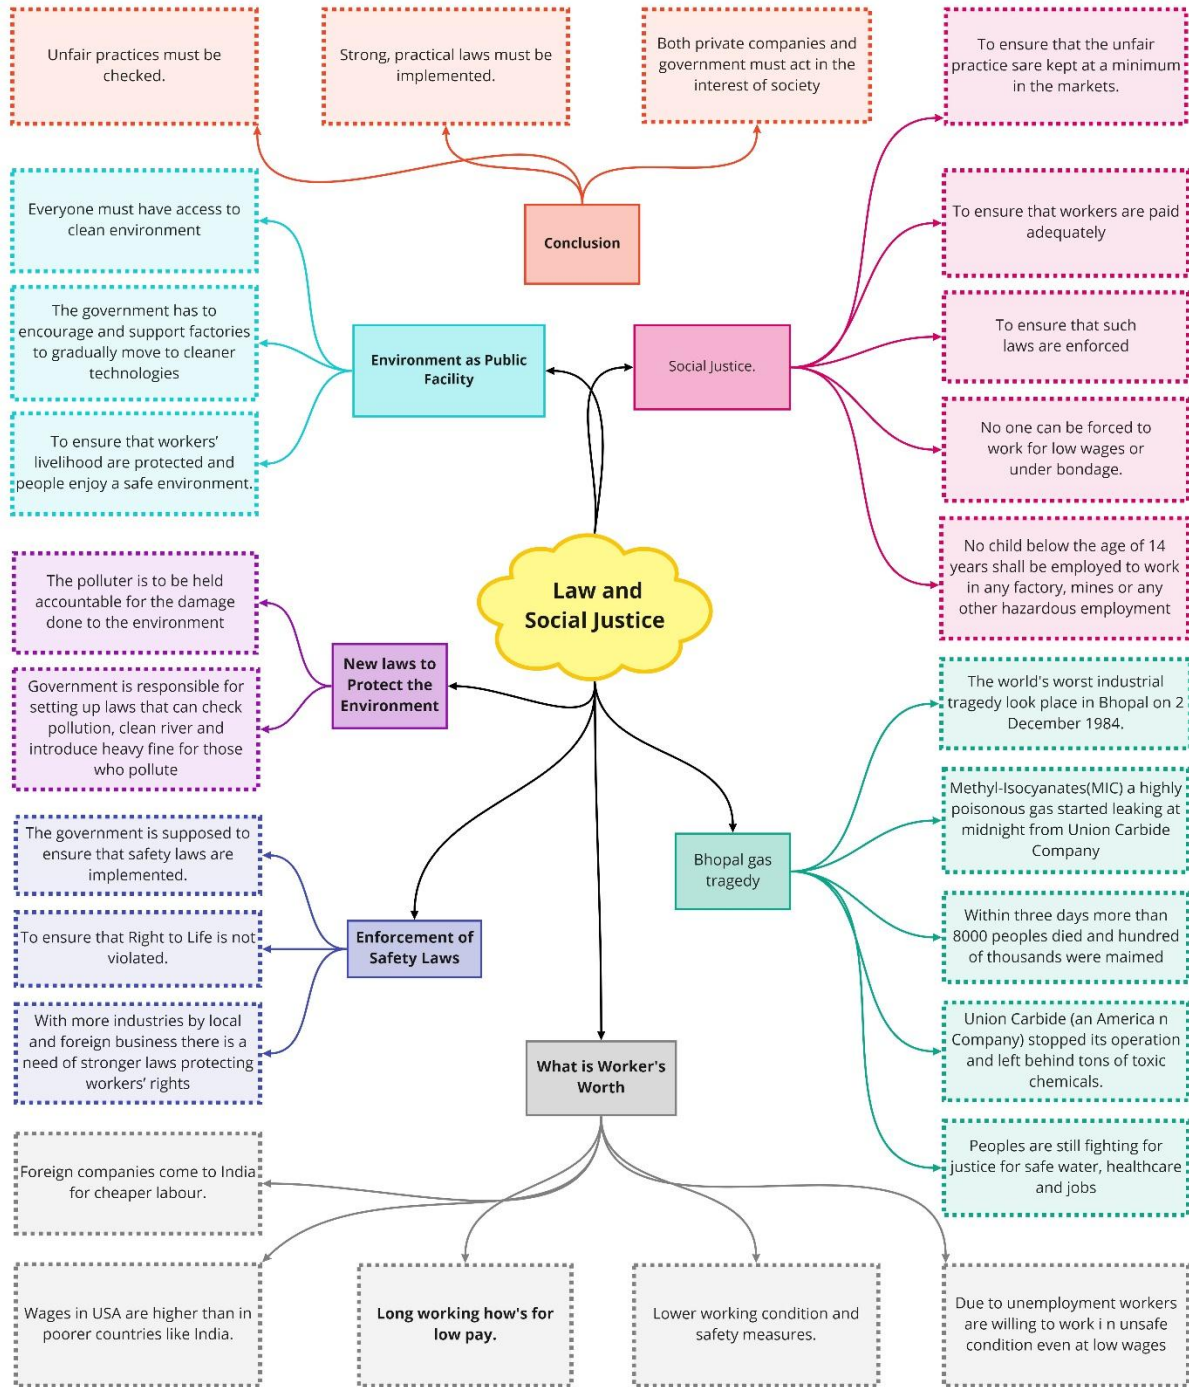 Unfair practices must be
checked.
Strong, practical laws must be
implemented.
Both private companies and
government must act in the
interest of society
To ensure that the unfair
practice sare kept at a minimum
in the markets.
Everyone must have access to
clean environment
Conclusion
To ensure that workers are paid
adequately
The government has to
encourage and support factories
to gradually move to cleaner
technologies
Environment as Public
Facility
Social Justice.
To ensure that such
laws are enforced
To ensure that workers’
livelihood are protected and
people enjoy a safe environment.
No one can be forced to
work for low wages or
under bondage.
No child below the age of 14
years shall be employed to work
in any factory, mines or any
other hazardous employment
Law and
Social Justice
The polluter is to be held
accountable for the damage
done to the environment
New laws to
Protect the
Environment
Government is responsible for
setting up laws that can check
pollution, clean river and
introduce heavy fine for those
who pollute
The world's worst industrial
tragedy look place in Bhopal on 2
December 1984.
Methyl-Isocyanates(MIC) a highly
poisonous gas started leaking at
midnight from Union Carbide
Company
The government is supposed to
ensure that safety laws are
implemented.
Bhopal gas
tragedy
To ensure that Right to Life is not
violated.
Enforcement of
Safety Laws
Within three days more than
8000 peoples died and hundred
of thousands were maimed
With more industries by local
and foreign business there is a
need of stronger laws protecting
workers’ rights
Union Carbide (an America n
Company) stopped its operation
and left behind tons of toxic
chemicals.
What is Worker's
Worth
Foreign companies come to India
for cheaper labour.
Peoples are still fighting for
justice for safe water, healthcare
and jobs
Wages in USA are higher than in
poorer countries like India.
Long working how's for
low pay.
Lower working condition and
safety measures.
Due to unemployment workers
are willing to work i n unsafe
condition even at low wages